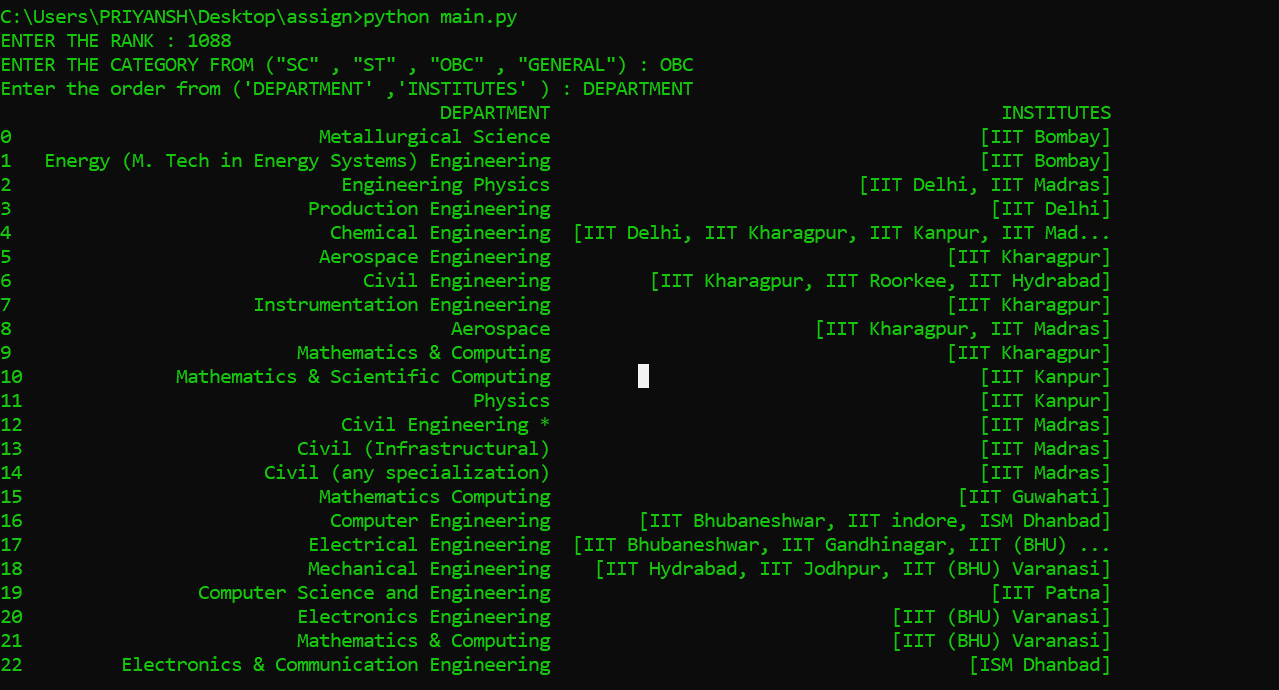 C:\Users\PRIYANSH\Desktop\assign>python main.py
ENTER THE RANK : 1088
ENTER THE CATEGORY FROM ("SC" , "ST" , "OBC" , "GENERAL") : OBC
Enter the order from ('DEPARTMENT' ,'INSTITUTES' ) : DEPARTMENT
DEPARTMENT INSTITUTES
0 Metallurgical Science [IIT Bombay]
1 Energy (M. Tech in Energy Systems) Engineering [IIT Bombay]
2 Engineering Physics [IIT Delhi, IIT Madras]
3 Production Engineering [IIT Delhi]
4 Chemical Engineering [IIT Delhi, IIT Kharagpur, IIT Kanpur, IIT Mad...
5 Aerospace Engineering [IIT Kharagpur]
6 Civil Engineering [IIT Kharagpur, IIT Roorkee, IIT Hydrabad]
7 Instrumentation Engineering [IIT Kharagpur]
8 Aerospace [IIT Kharagpur, IIT Madras]
9 Mathematics & Computing [IIT Kharagpur]
10 Mathematics & Scientific Computing [IIT Kanpur]
11 Physics [IIT Kanpur]
12 Civil Engineering * [IIT Madras]
13 Civil (Infrastructural) [IIT Madras]
14 Civil (any specialization) [IIT Madras]
15 Mathematics Computing [IIT Guwahati]
16 Computer Engineering [IIT Bhubaneshwar, IIT indore, ISM Dhanbad]
17 Electrical Engineering [IIT Bhubaneshwar, IIT Gandhinagar, IIT (BHU) ...
18 Mechanical Engineering [IIT Hydrabad, IIT Jodhpur, IIT (BHU) Varanasi]
19 Computer Science and Engineering [IIT Patna]
20 Electronics Engineering [IIT (BHU) Varanasi]
21 Mathematics & Computing [IIT (BHU) Varanasi]
22 Electronics & Communication Engineering [ISM Dhanbad]